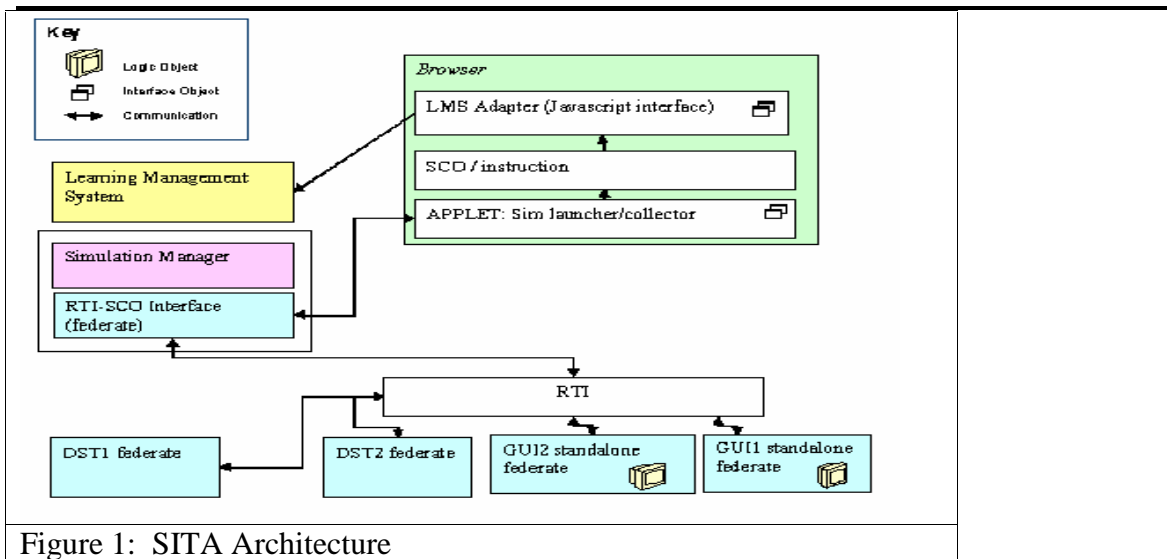 Key
Logic Object
Interface Object
Communication
Browser
LMS Adapter (Javascript interface)
SCO / instruction
APPLET: Sim launcher/collector
Learning Management
System
Simulation Manager
RTI-SCO Interface
(federate)
RTI
DST1 federate
DST2 federate
GUI2 standalone
federate
GUI1 standalone
federate
Figure 1: SITA Architecture